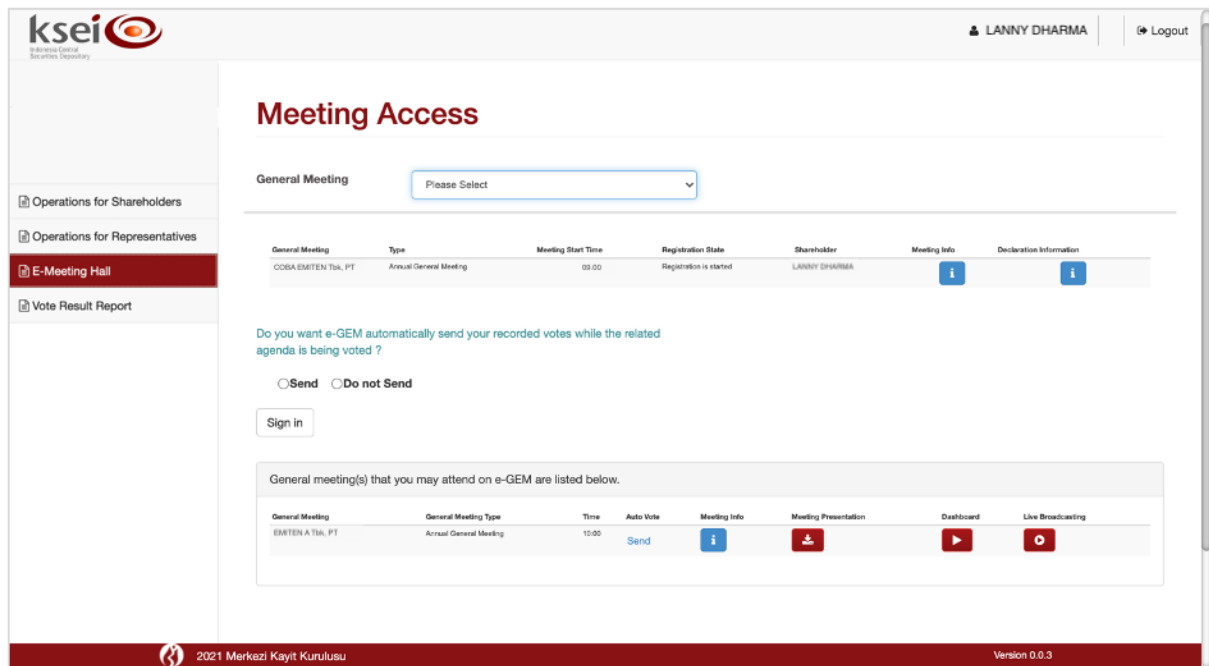 ksei
Indonesia Central
Securities Depository
LANNY DHARMA
Logout
Meeting Access
General Meeting
Please Select
Operations for Shareholders
Operations for Representatives
E-Meeting Hall
Vote Result Report
General Meeting Type Meeting Start Time Registration State Shareholder Meeting Info Declaration Information
COBA EMITEN Tbk, PT Annual General Meeting 09.00 Registration is started LANNY DHARMA
Do you want e-GEM automatically send your recorded votes while the related
agenda is being voted ?
Send Do not Send
Sign in
General meeting(s) that you may attend on e-GEM are listed below.
General Meeting General Meeting Type Time Auto Vote Meeting Info Meeting Presentation Dashboard Live Broadcasting
EMITEN A Tbk, PT Annual General Meeting 10:00 Send
2021 Merkezi Kayit Kurulusu
Version 0.0.3